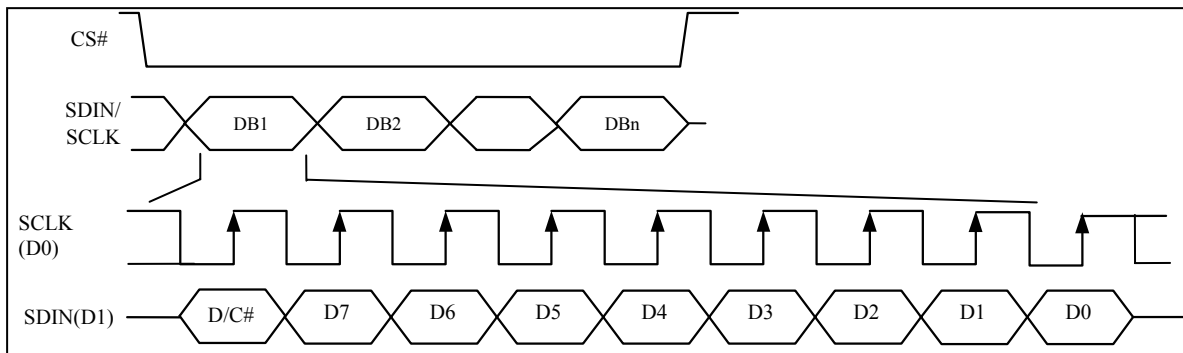 CS#
SDIN/
SCLK
DB1 DB2 DBn
SCLK
(D0)
SDIN(D1) D/C# D7 D6 D5 D4 D3 D2 D1 D0